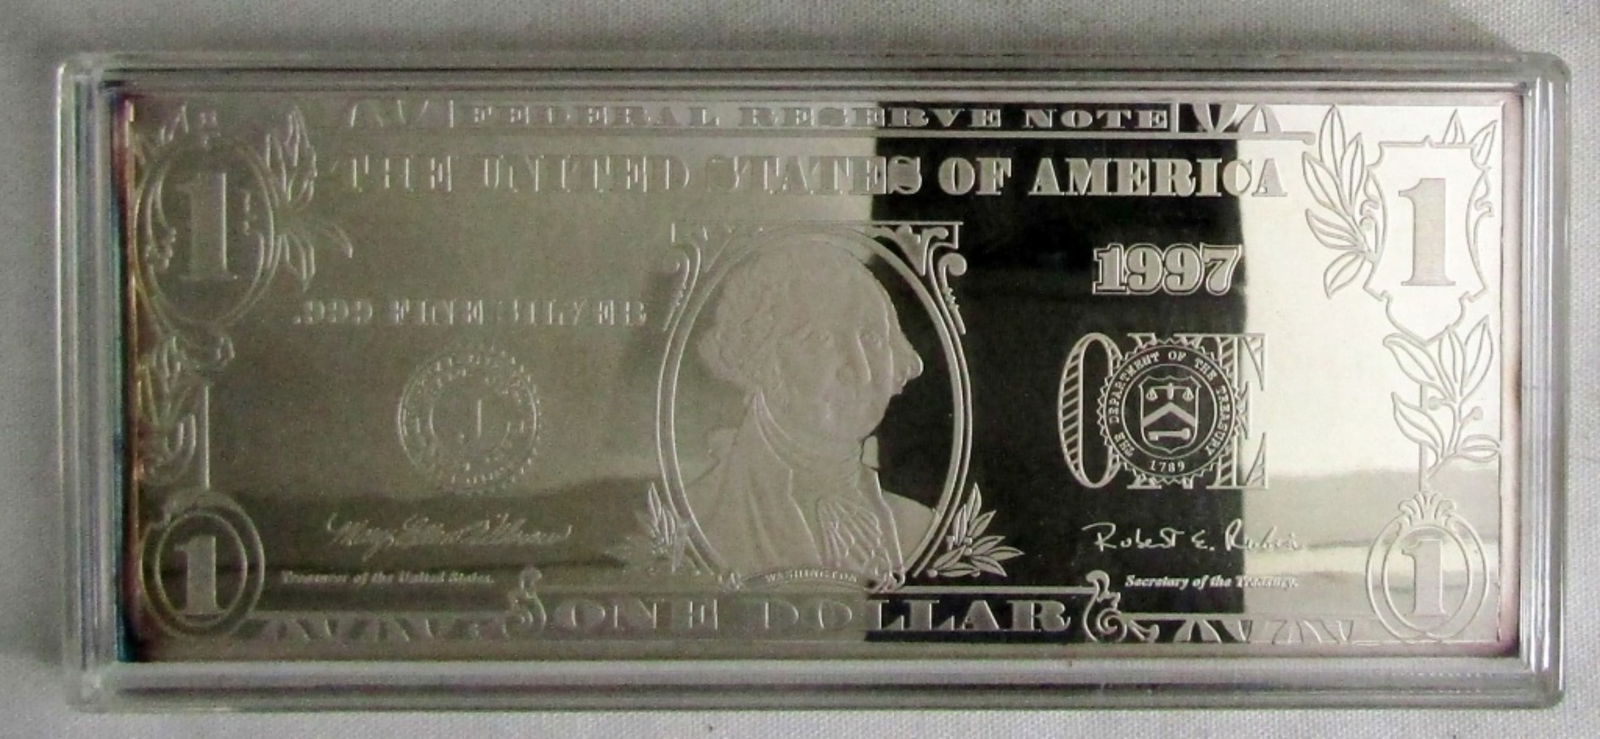 FEDERAL RESERVE NOTE
THE UNITED STATES OF AMERICA
1
1
1997
.999 FINE SILVER
ONE
THE DEPARTMENT OF THE TREASURY
1789
J
Robert E. Rubin
Treasurer of the United States.
Secretary of the Treasury.
WASHINGTON
1
ONE DOLLAR
1